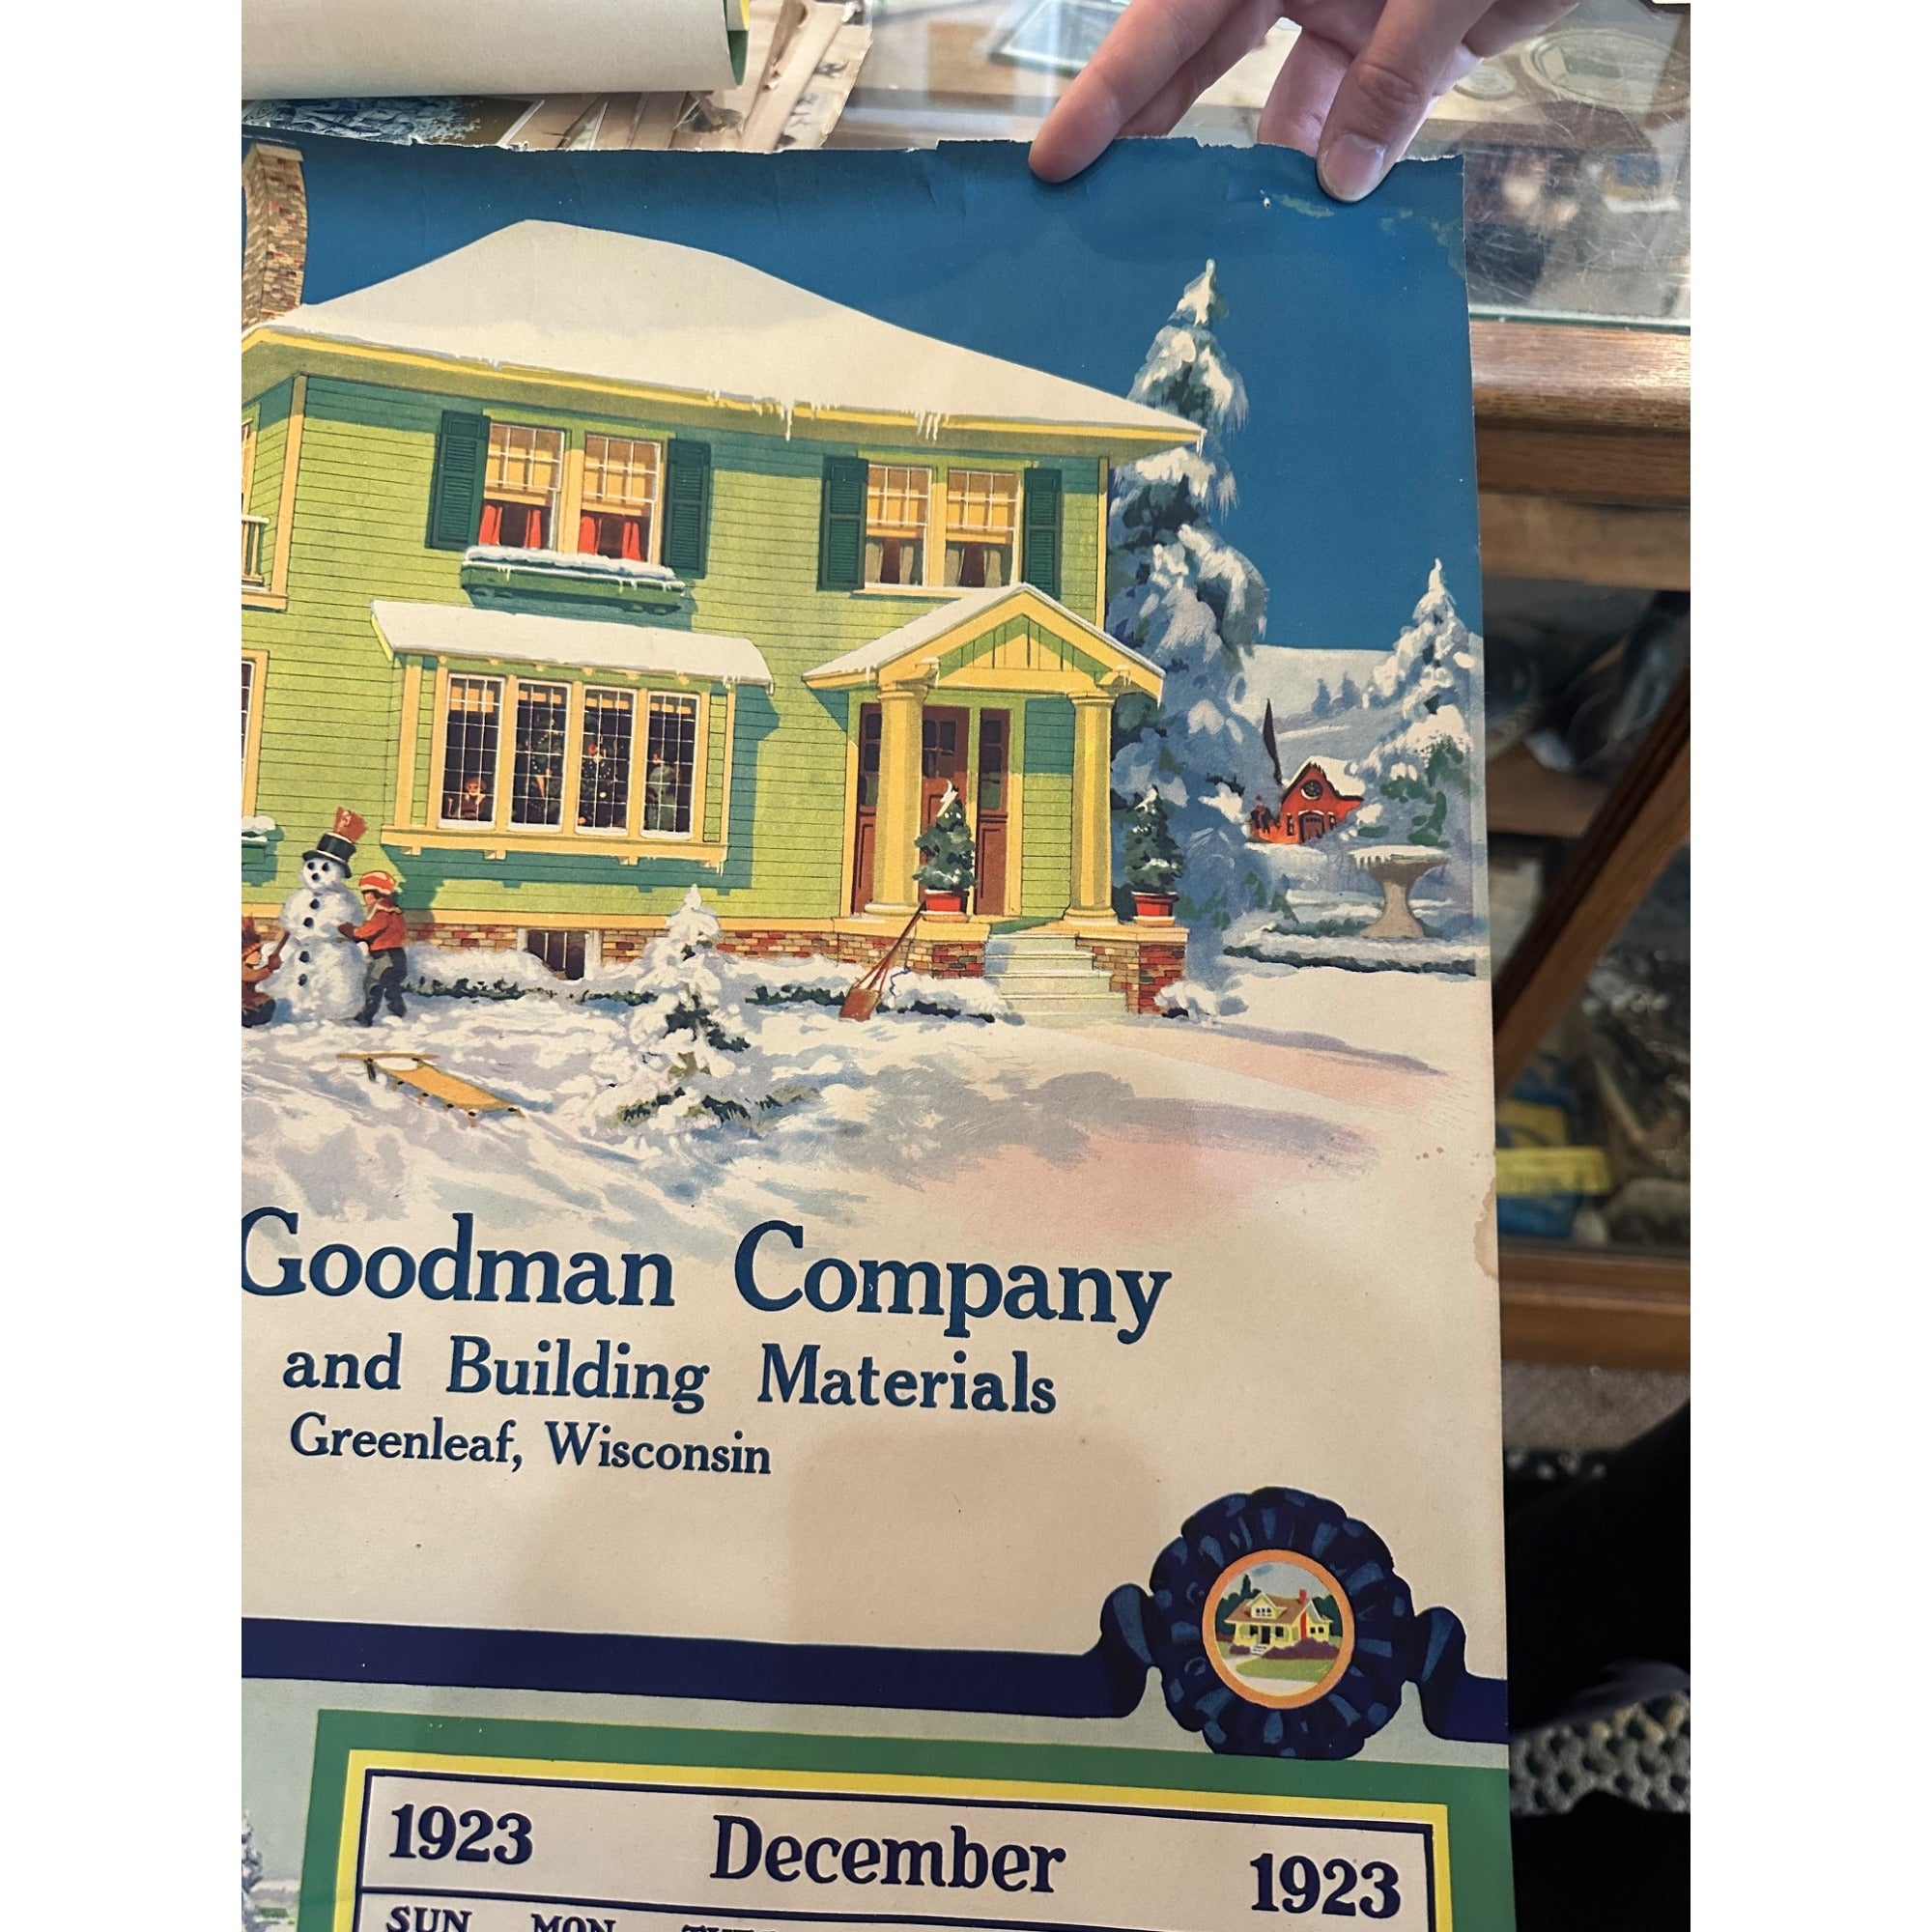 Goodman Company
and Building Materials
Greenleaf, Wisconsin
1923 December 1923
SUN MON